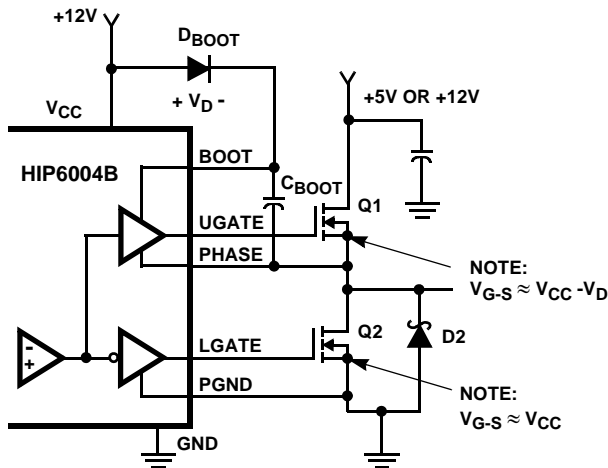 +12V
DBOOT
+ VD -
VCC
+5V OR +12V
HIP6004B
BOOT
CBOOT
Q1
UGATE
PHASE
NOTE:
VG-S ≈ VCC -VD
Q2
D2
LGATE
- +
PGND
NOTE:
VG-S ≈ VCC
GND